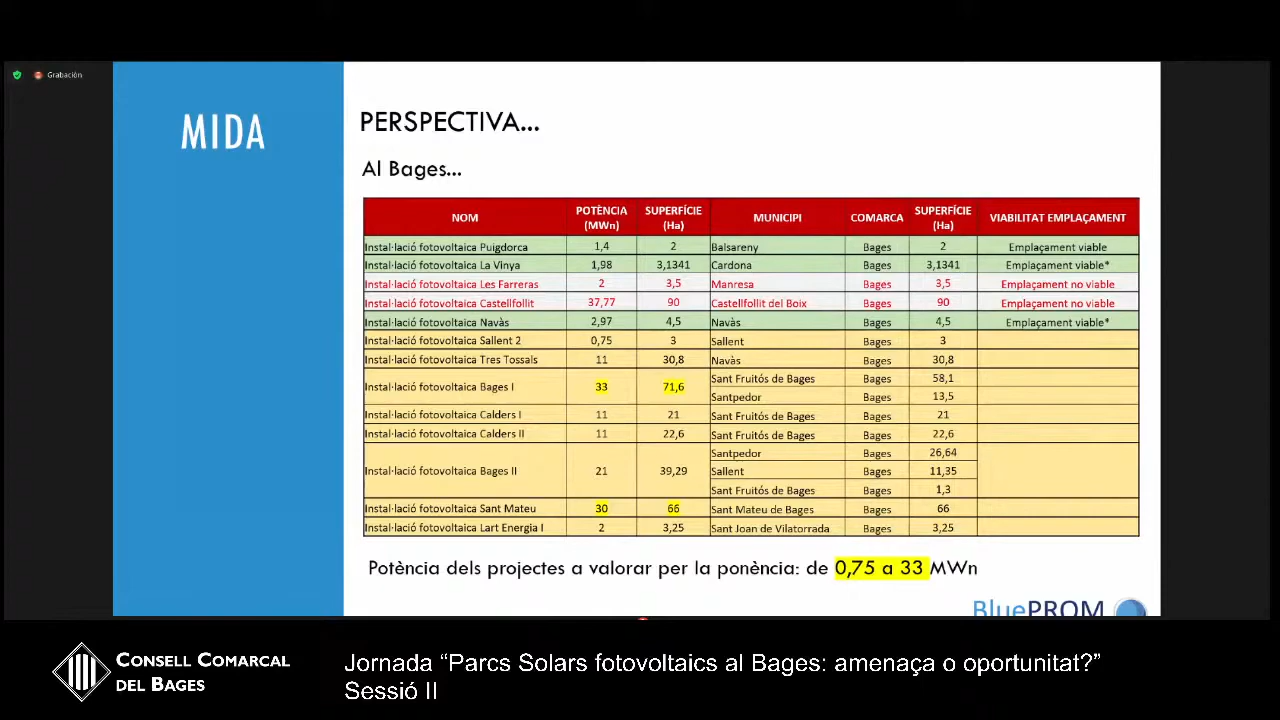 Grabación
MIDA
PERSPECTIVA...
Al Bages...
NOM POTÈNCIA (MWn) SUPERFÍCIE (Ha) MUNICIPI COMARCA SUPERFÍCIE (Ha) VIABILITAT EMPLAÇAMENT
Instal·lació fotovoltaica Puigdorca 1,4 2 Balsareny Bages 2 Emplaçament viable
Instal·lació fotovoltaica La Vinya 1,98 3,1341 Cardona Bages 3,1341 Emplaçament viable*
Instal·lació fotovoltaica Les Farreras 2 3,5 Manresa Bages 3,5 Emplaçament no viable
Instal·lació fotovoltaica Castellfollit 37,77 90 Castellfollit del Boix Bages 90 Emplaçament no viable
Instal·lació fotovoltaica Navàs 2,97 4,5 Navàs Bages 4,5 Emplaçament viable*
Instal·lació fotovoltaica Sallent 2 0,75 3 Sallent Bages 3
Instal·lació fotovoltaica Tres Tossals 11 30,8 Navàs Bages 30,8
Instal·lació fotovoltaica Bages I 33 71,6 Sant Fruitós de Bages Bages 58,1
Santpedor Bages 13,5
Instal·lació fotovoltaica Calders I 11 21 Sant Fruitós de Bages Bages 21
Instal·lació fotovoltaica Calders II 11 22,6 Sant Fruitós de Bages Bages 22,6
Santpedor Bages 26,64
Instal·lació fotovoltaica Bages II 21 39,29 Sallent Bages 11,35
Sant Fruitós de Bages Bages 1,3
Instal·lació fotovoltaica Sant Mateu 30 66 Sant Mateu de Bages Bages 66
Instal·lació fotovoltaica Lart Energia I 2 3,25 Sant Joan de Vilatorrada Bages 3,25
Potència dels projectes a valorar per la ponència: de 0,75 a 33 MWn
BluePROM
CONSELL COMARCAL
DEL BAGES
Jornada “Parcs Solars fotovoltaics al Bages: amenaça o oportunitat?”
Sessió II